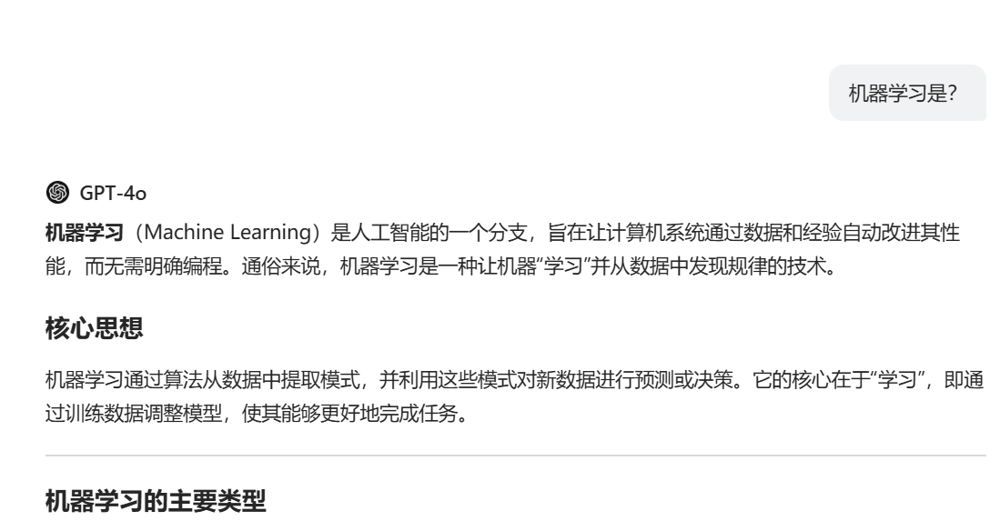 机器学习是？
GPT-4o
机器学习（Machine Learning）是人工智能的一个分支，旨在让计算机系统通过数据和经验自动改进其性
能，而无需明确编程。通俗来说，机器学习是一种让机器“学习”并从数据中发现规律的技术。
核心思想
机器学习通过算法从数据中提取模式，并利用这些模式对新数据进行预测或决策。它的核心在于“学习”，即通
过训练数据调整模型，使其能够更好地完成任务。
机器学习的主要类型